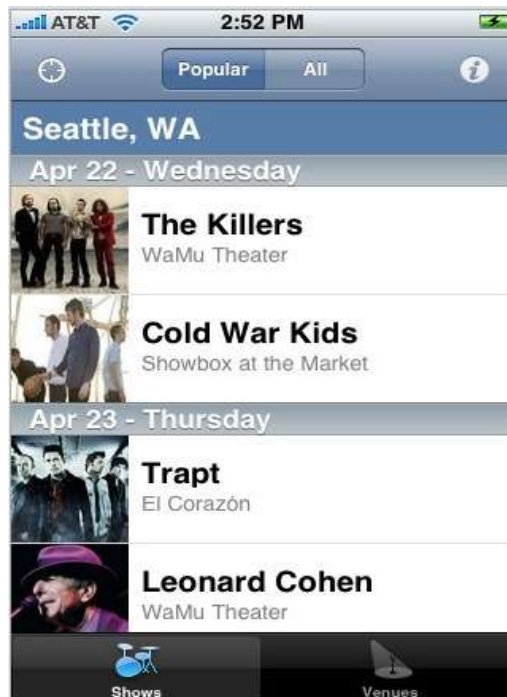 AT&T 2:52 PM
Popular All
Seattle, WA
Apr 22 - Wednesday
The Killers
WaMu Theater
Cold War Kids
Showbox at the Market
Apr 23 - Thursday
Trapt
El Corazón
Leonard Cohen
WaMu Theater
Shows Venues